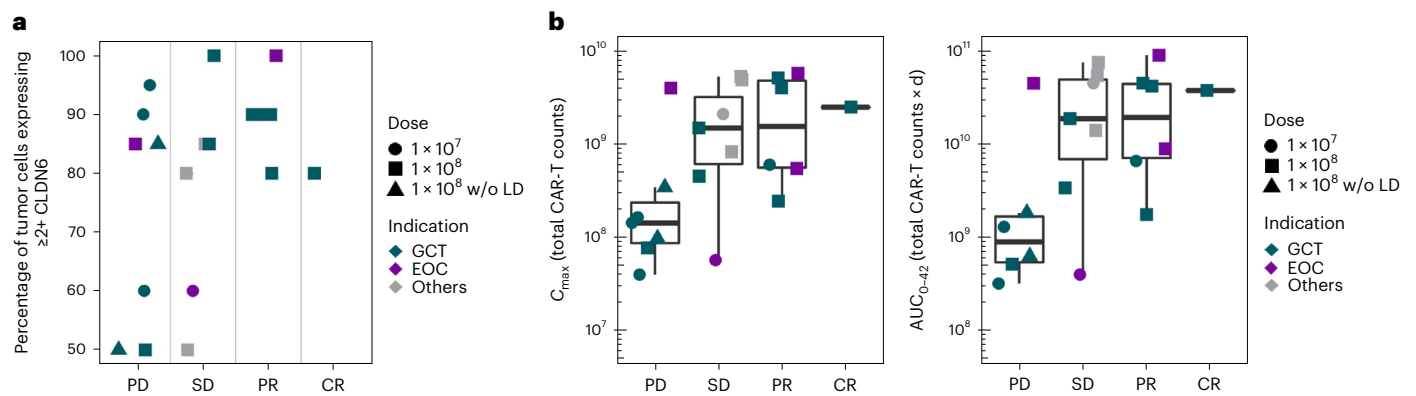 a
Percentage of tumor cells expressing
≥2+ CLDN6
100
90
80
70
60
50
PD SD PR CR
Dose
1 × 10⁷
1 × 10⁸
1 × 10⁸ w/o LD
Indication
GCT
EOC
Others
b
Cmax (total CAR-T counts)
10¹⁰
10⁹
10⁸
10⁷
PD SD PR CR
AUC0–42 (total CAR-T counts × d)
10¹¹
10¹⁰
10⁹
10⁸
PD SD PR CR
Dose
1 × 10⁷
1 × 10⁸
1 × 10⁸ w/o LD
Indication
GCT
EOC
Others